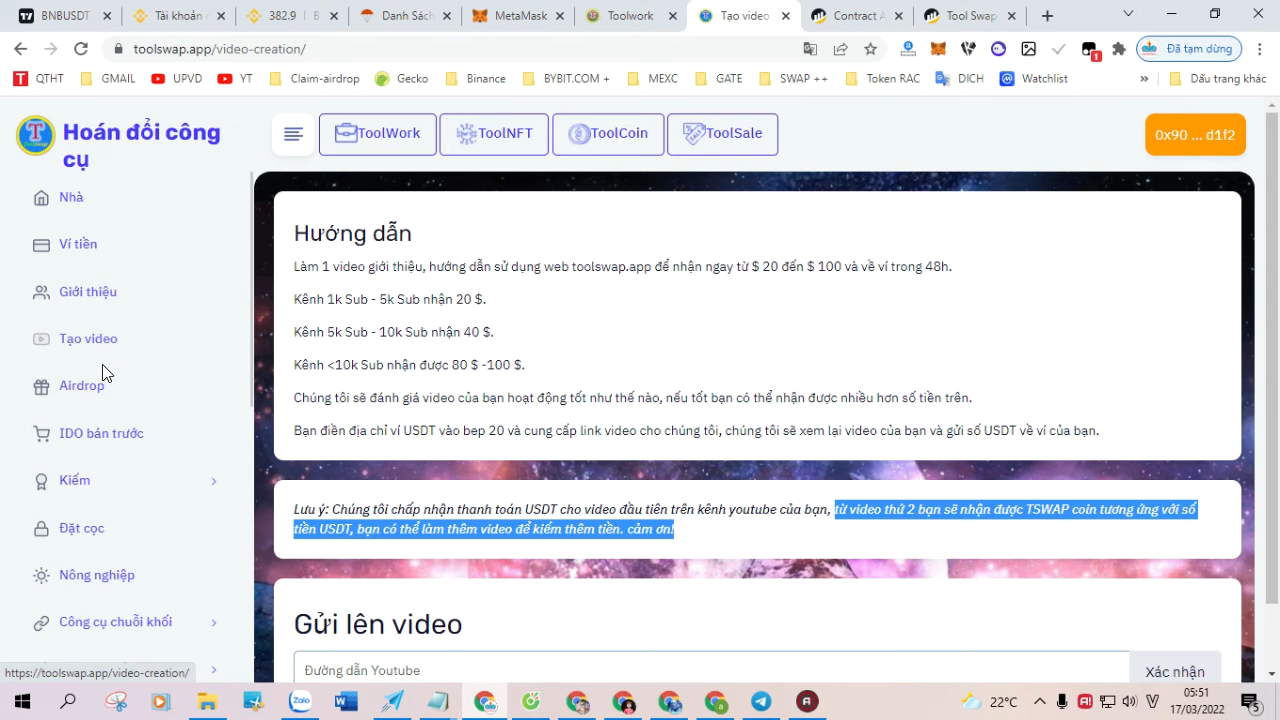 BNBUSDT
Tài khoản
382.9 | B
Danh Sác
MetaMask
Toolwork
Tạo video
Contract A
Tool Swap
toolswap.app/video-creation/
Đã tạm dừng
QTHT
GMAIL
UPVD
YT
Claim-airdrop
Gecko
Binance
BYBIT.COM +
MEXC
GATE
SWAP ++
Token RAC
DICH
Watchlist
»
Dấu trang khác
Hoán đổi công
cụ
ToolWork
ToolNFT
ToolCoin
ToolSale
0x90 ... d1f2
Nhà
Ví tiền
Giới thiệu
Tạo video
Airdrop
IDO bán trước
Kiếm
Đặt cọc
Nông nghiệp
Công cụ chuỗi khối
https://toolswap.app/video-creation/
Hướng dẫn
Làm 1 video giới thiệu, hướng dẫn sử dụng web toolswap.app để nhận ngay từ $ 20 đến $ 100 và về ví trong 48h.
Kênh 1k Sub - 5k Sub nhận 20 $.
Kênh 5k Sub - 10k Sub nhận 40 $.
Kênh <10k Sub nhận được 80 $ -100 $.
Chúng tôi sẽ đánh giá video của bạn hoạt động tốt như thế nào, nếu tốt bạn có thể nhận được nhiều hơn số tiền trên.
Bạn điền địa chỉ ví USDT vào bep 20 và cung cấp link video cho chúng tôi, chúng tôi sẽ xem lại video của bạn và gửi số USDT về ví của bạn.
Lưu ý: Chúng tôi chấp nhận thanh toán USDT cho video đầu tiên trên kênh youtube của bạn, từ video thứ 2 bạn sẽ nhận được TSWAP coin tương ứng với số
tiền USDT, bạn có thể làm thêm video để kiếm thêm tiền. cảm ơn!
Gửi lên video
Đường dẫn Youtube
Xác nhận
Zalo
22°C
05:51
17/03/2022
5